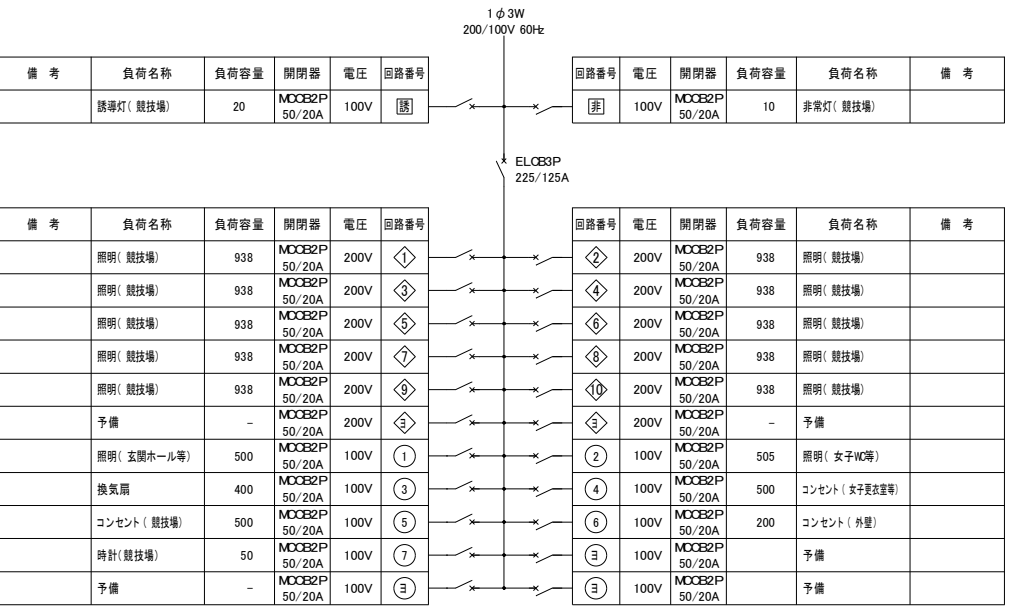 1φ3W
200/100V 60Hz
備 考 負荷名称 負荷容量 開閉器 電圧 回路番号 回路番号 電圧 開閉器 負荷容量 負荷名称 備 考
誘導灯(競技場) 20 MCCB2P 50/20A 100V 誘 非 100V MCCB2P 50/20A 10 非常灯(競技場)
ELCB3P
225/125A
備 考 負荷名称 負荷容量 開閉器 電圧 回路番号 回路番号 電圧 開閉器 負荷容量 負荷名称 備 考
照明(競技場) 938 MCCB2P 50/20A 200V 1 2 200V MCCB2P 50/20A 938 照明(競技場)
照明(競技場) 938 MCCB2P 50/20A 200V 3 4 200V MCCB2P 50/20A 938 照明(競技場)
照明(競技場) 938 MCCB2P 50/20A 200V 5 6 200V MCCB2P 50/20A 938 照明(競技場)
照明(競技場) 938 MCCB2P 50/20A 200V 7 8 200V MCCB2P 50/20A 938 照明(競技場)
照明(競技場) 938 MCCB2P 50/20A 200V 9 10 200V MCCB2P 50/20A 938 照明(競技場)
予備 - MCCB2P 50/20A 200V ヨ ヨ 200V MCCB2P 50/20A - 予備
照明(玄関ホール等) 500 MCCB2P 50/20A 100V 1 2 100V MCCB2P 50/20A 505 照明(女子WC等)
換気扇 400 MCCB2P 50/20A 100V 3 4 100V MCCB2P 50/20A 500 コンセント(女子更衣室等)
コンセント(競技場) 500 MCCB2P 50/20A 100V 5 6 100V MCCB2P 50/20A 200 コンセント(外壁)
時計(競技場) 50 MCCB2P 50/20A 100V 7 ヨ 100V MCCB2P 50/20A 予備
予備 - MCCB2P 50/20A 100V ヨ ヨ 100V MCCB2P 50/20A 予備